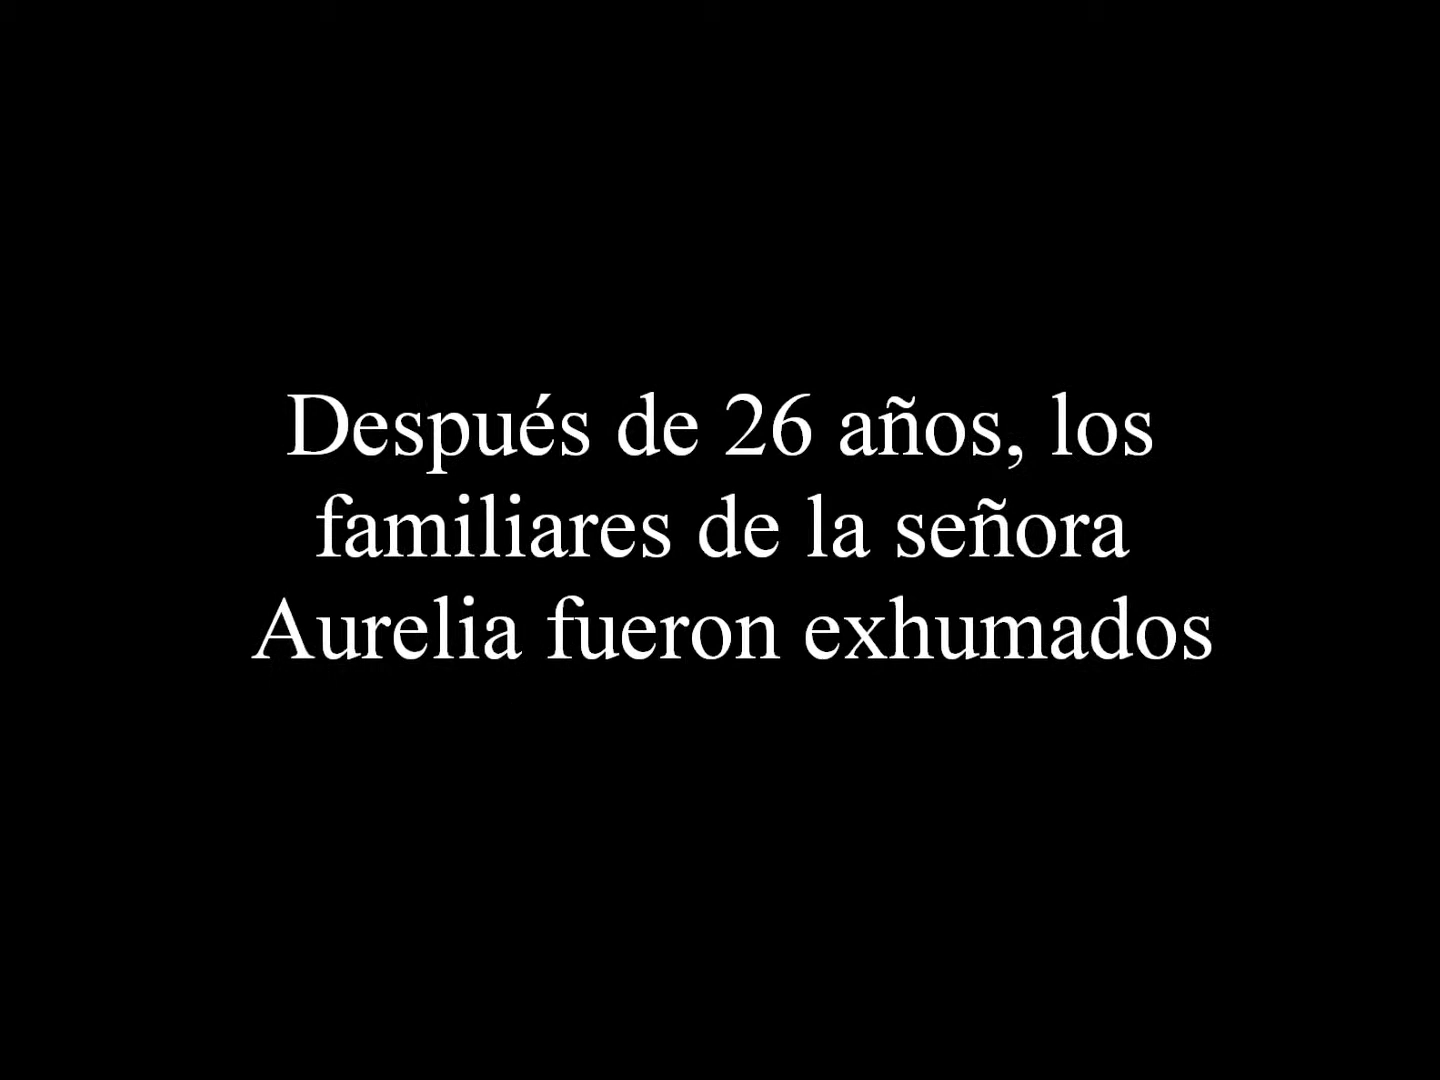 Después de 26 años, los
familiares de la señora
Aurelia fueron exhumados